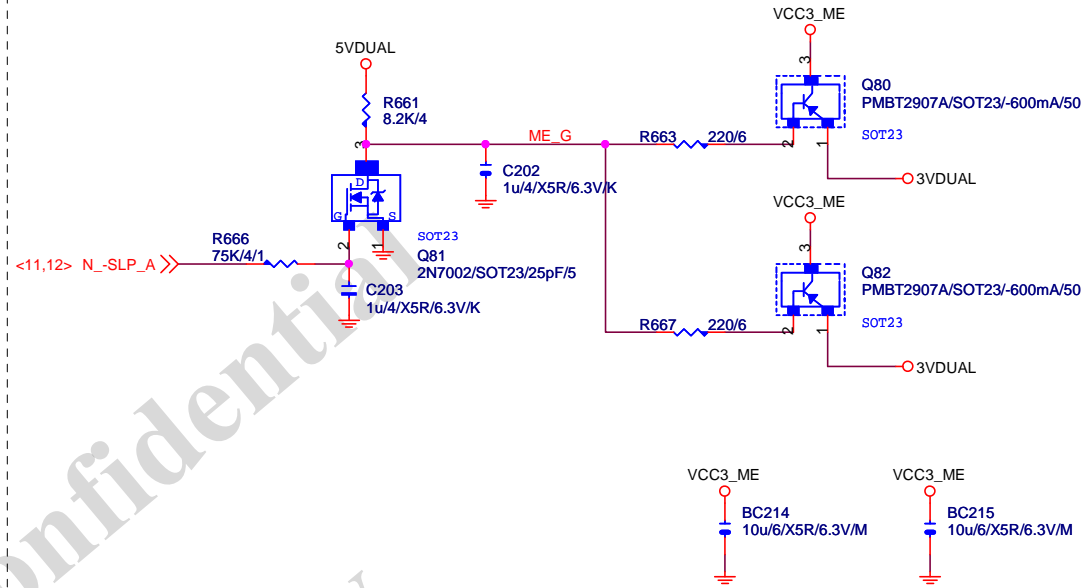 VCC3_ME
3
Q80
PMBT2907A/SOT23/-600mA/50
SOT23
2
1
3VDUAL
5VDUAL
R661
8.2K/4
3
ME_G
R663
220/6
C202
1u/4/X5R/6.3V/K
D
G
S
SOT23
Q81
2N7002/SOT23/25pF/5
2
1
<11,12> N_-SLP_A
R666
75K/4/1
C203
1u/4/X5R/6.3V/K
VCC3_ME
3
Q82
PMBT2907A/SOT23/-600mA/50
SOT23
R667
220/6
2
1
3VDUAL
VCC3_ME
BC214
10u/6/X5R/6.3V/M
VCC3_ME
BC215
10u/6/X5R/6.3V/M
onfidential